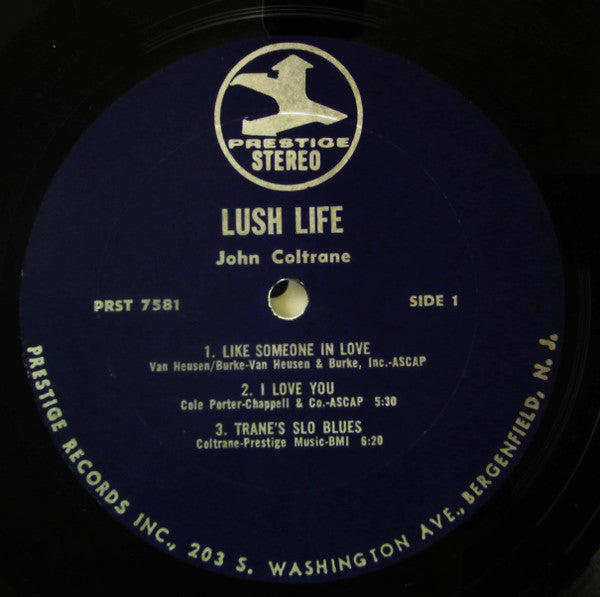 PRESTIGE
STEREO
LUSH LIFE
John Coltrane
PRST 7581
SIDE 1
1. LIKE SOMEONE IN LOVE
Van Heusen/Burke-Van Heusen & Burke, Inc.-ASCAP
2. I LOVE YOU
Cole Porter-Chappell & Co.-ASCAP 5:30
3. TRANE'S SLO BLUES
Coltrane-Prestige Music-BMI 6:20
PRESTIGE RECORDS INC., 203 S. WASHINGTON AVE., BERGENFIELD, N. J.